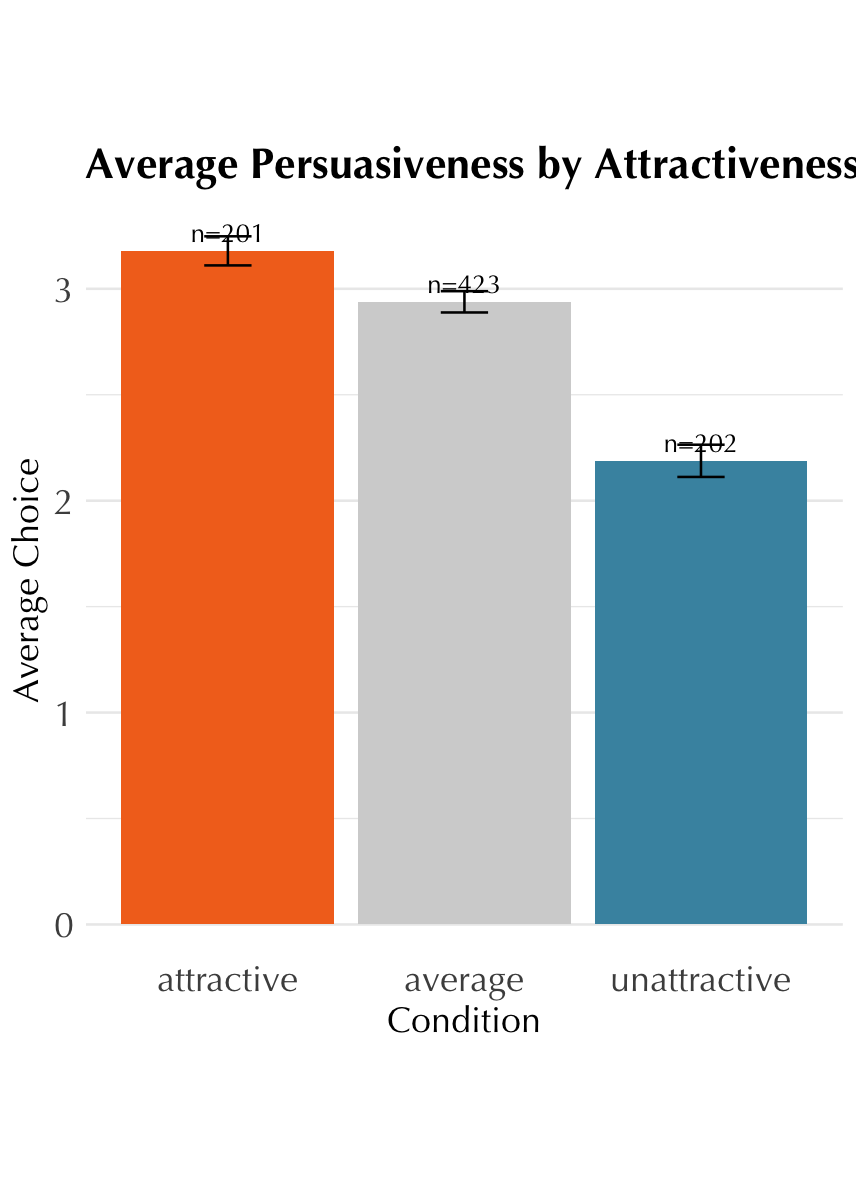 Average Persuasiveness by Attractiveness
n=201
n=423
n=202
3
2
1
0
Average Choice
attractive average unattractive
Condition